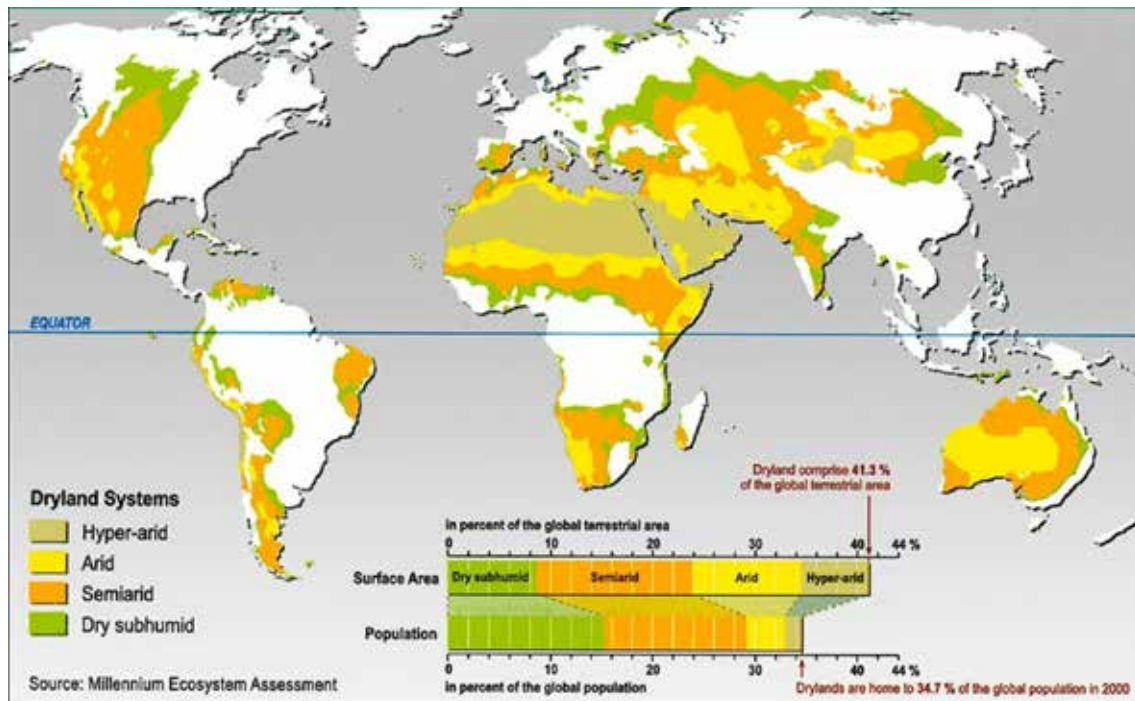 EQUATOR
Dryland Systems
Hyper-arid
Arid
Semiarid
Dry subhumid
Source: Millennium Ecosystem Assessment
Dryland comprise 41.3 %
of the global terrestrial area
in percent of the global terrestrial area
0 10 20 30 40 44 %
Surface Area Dry subhumid Semiarid Arid Hyper-arid
Population
0 10 20 30 40 44 %
in percent of the global population
Drylands are home to 34.7 % of the global population in 2000